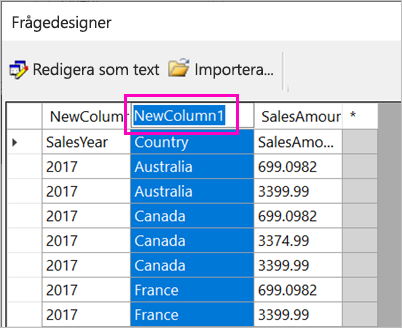 Frågedesigner
Redigera som text Importera...
NewColum NewColumn1 SalesAmour *
SalesYear Country SalesAmo...
2017 Australia 699.0982
2017 Australia 3399.99
2017 Canada 699.0982
2017 Canada 3374.99
2017 Canada 3399.99
2017 France 699.0982
2017 France 3399.99